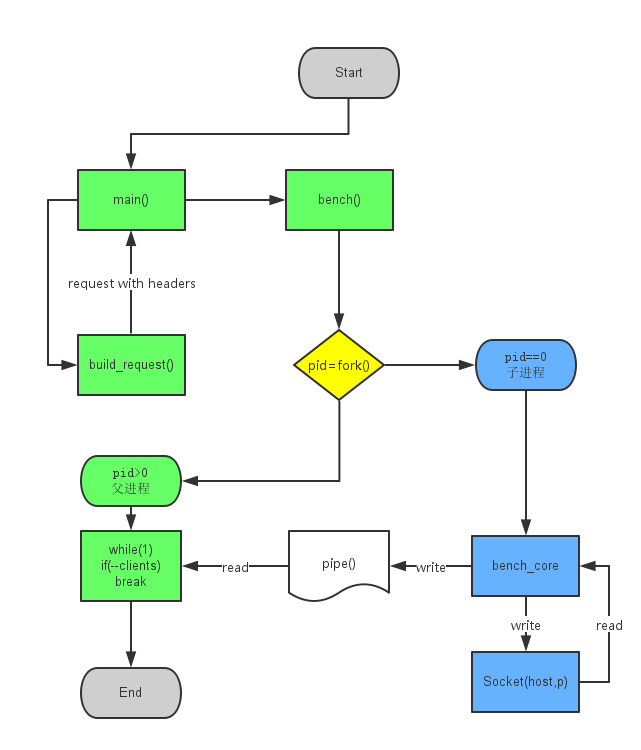 Start
main()
bench()
request with headers
build_request()
pid=fork()
pid==0
子进程
pid>0
父进程
while(1)
if(--clients)
break
read
pipe()
write
bench_core
write
read
Socket(host,p)
End